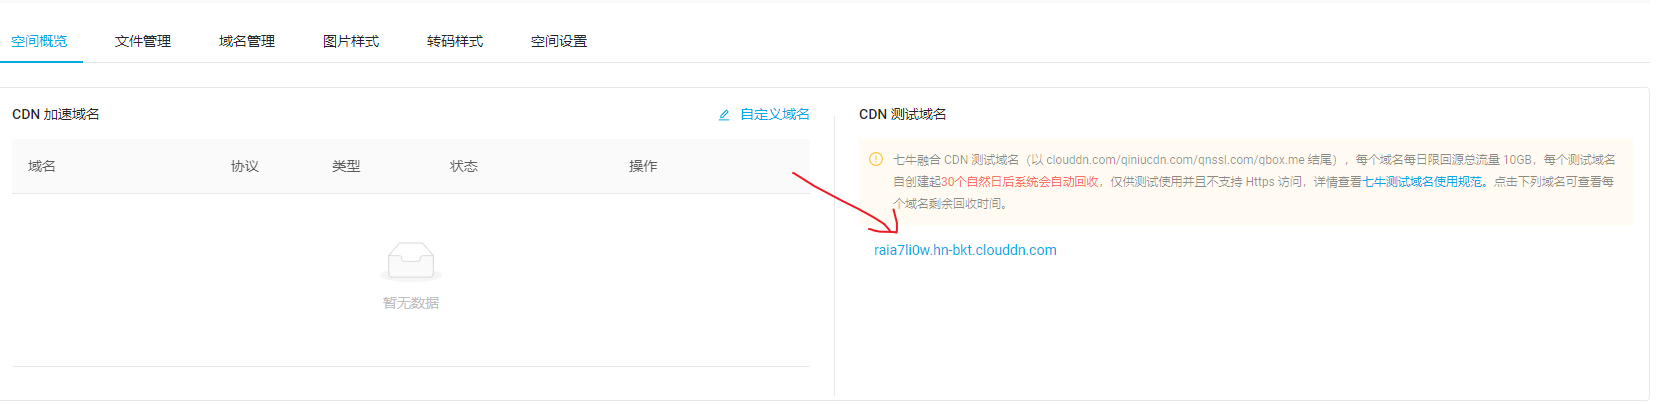 空间概览 文件管理 域名管理 图片样式 转码样式 空间设置
CDN 加速域名 自定义域名
域名 协议 类型 状态 操作
暂无数据
CDN 测试域名
七牛融合 CDN 测试域名（以 clouddn.com/qiniucdn.com/qnssl.com/qbox.me 结尾），每个域名每日限回源总流量 10GB，每个测试域名
自创建起30个自然日后系统会自动回收，仅供测试使用并且不支持 Https 访问，详情查看七牛测试域名使用规范。点击下列域名可查看每
个域名剩余回收时间。
raia7li0w.hn-bkt.clouddn.com